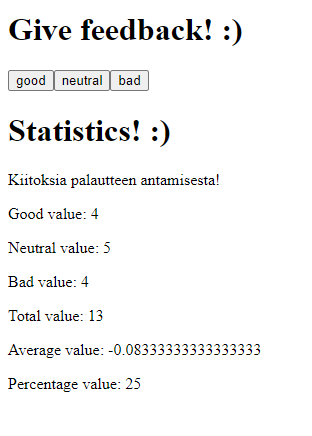 Give feedback! :)
good neutral bad
Statistics! :)
Kiitoksia palautteen antamisesta!
Good value: 4
Neutral value: 5
Bad value: 4
Total value: 13
Average value: -0.08333333333333333
Percentage value: 25